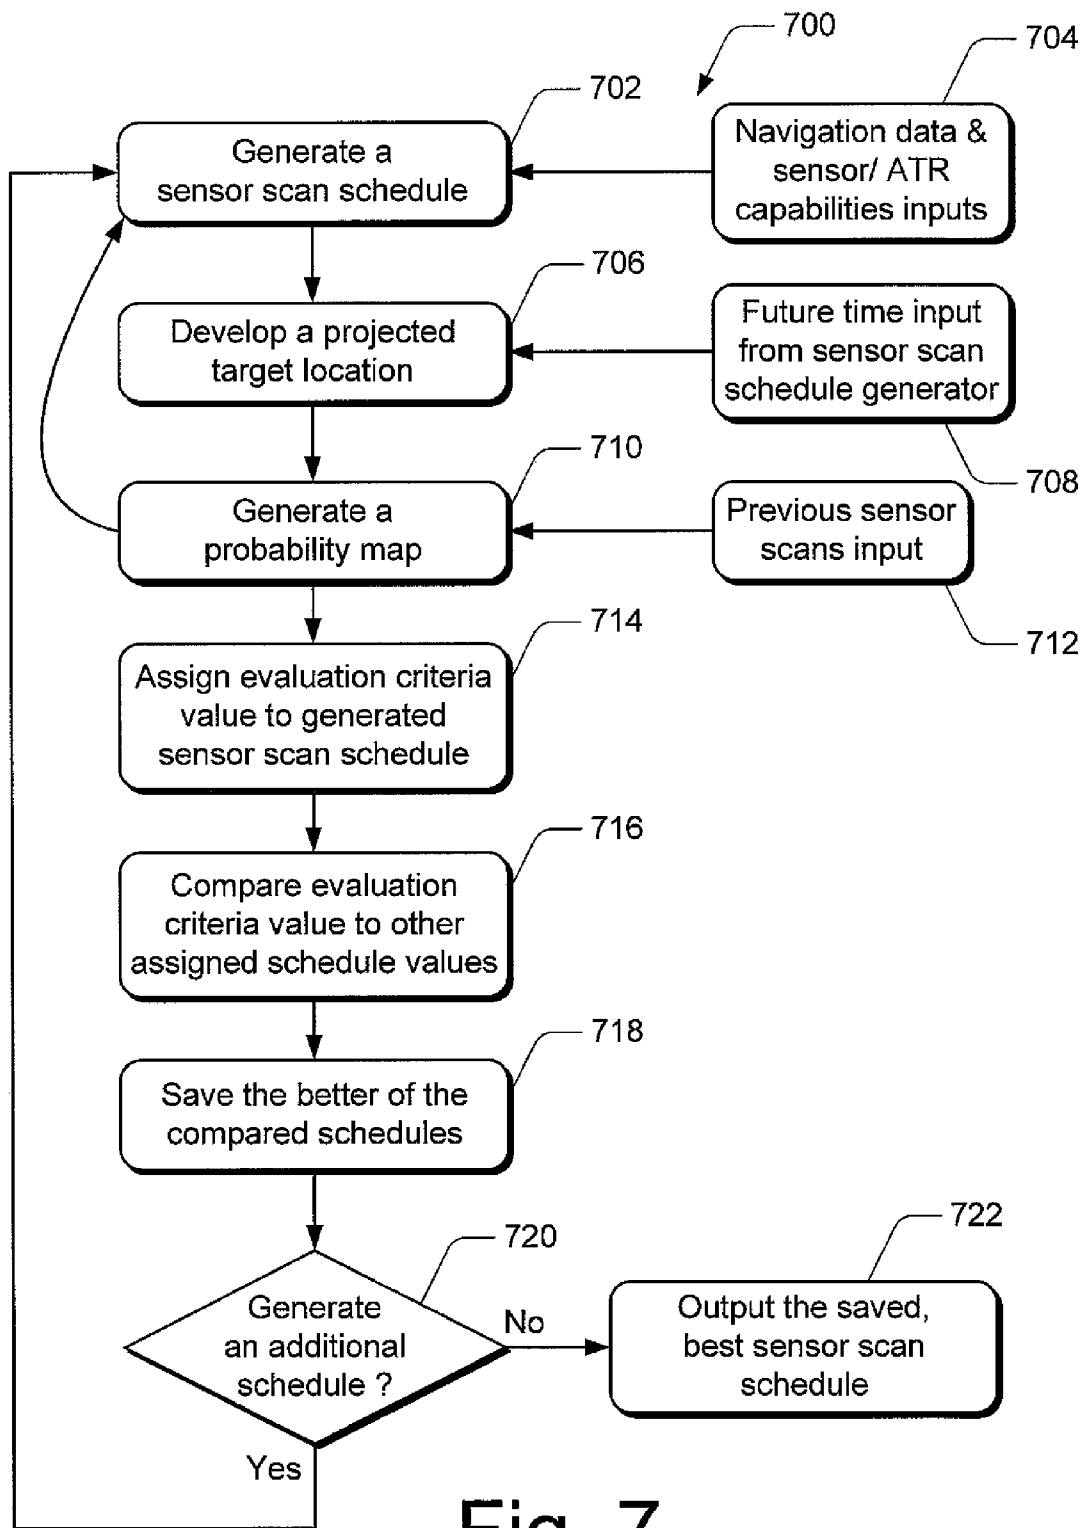 700
704
702
Generate a
sensor scan schedule
Navigation data &
sensor/ ATR
capabilities inputs
706
Develop a projected
target location
Future time input
from sensor scan
schedule generator
708
710
Generate a
probability map
Previous sensor
scans input
712
714
Assign evaluation criteria
value to generated
sensor scan schedule
716
Compare evaluation
criteria value to other
assigned schedule values
718
Save the better of the
compared schedules
720
Generate
an additional
schedule ?
No
722
Output the saved,
best sensor scan
schedule
Yes
Fig. 7